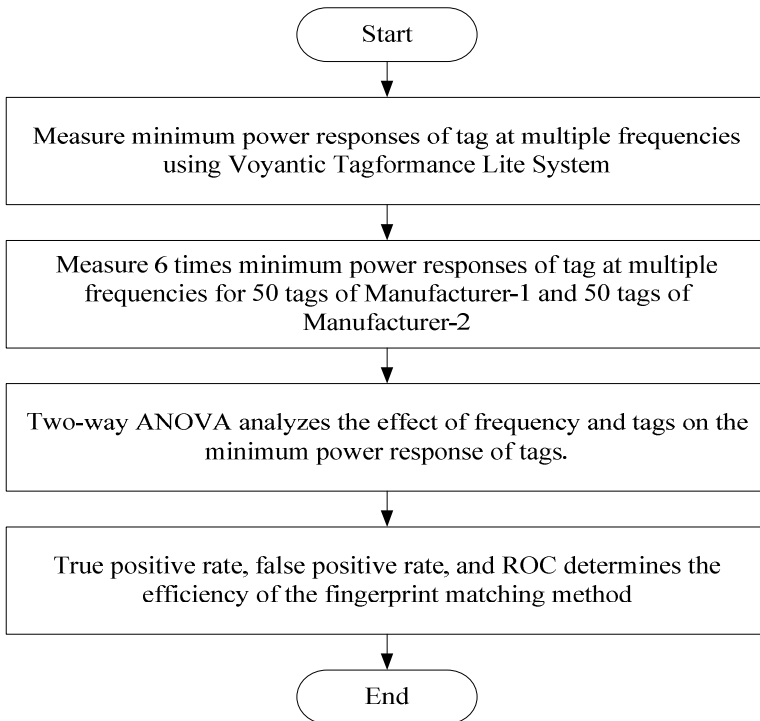 Start
Measure minimum power responses of tag at multiple frequencies
using Voyantic Tagformance Lite System
Measure 6 times minimum power responses of tag at multiple
frequencies for 50 tags of Manufacturer-1 and 50 tags of
Manufacturer-2
Two-way ANOVA analyzes the effect of frequency and tags on the
minimum power response of tags.
True positive rate, false positive rate, and ROC determines the
efficiency of the fingerprint matching method
End